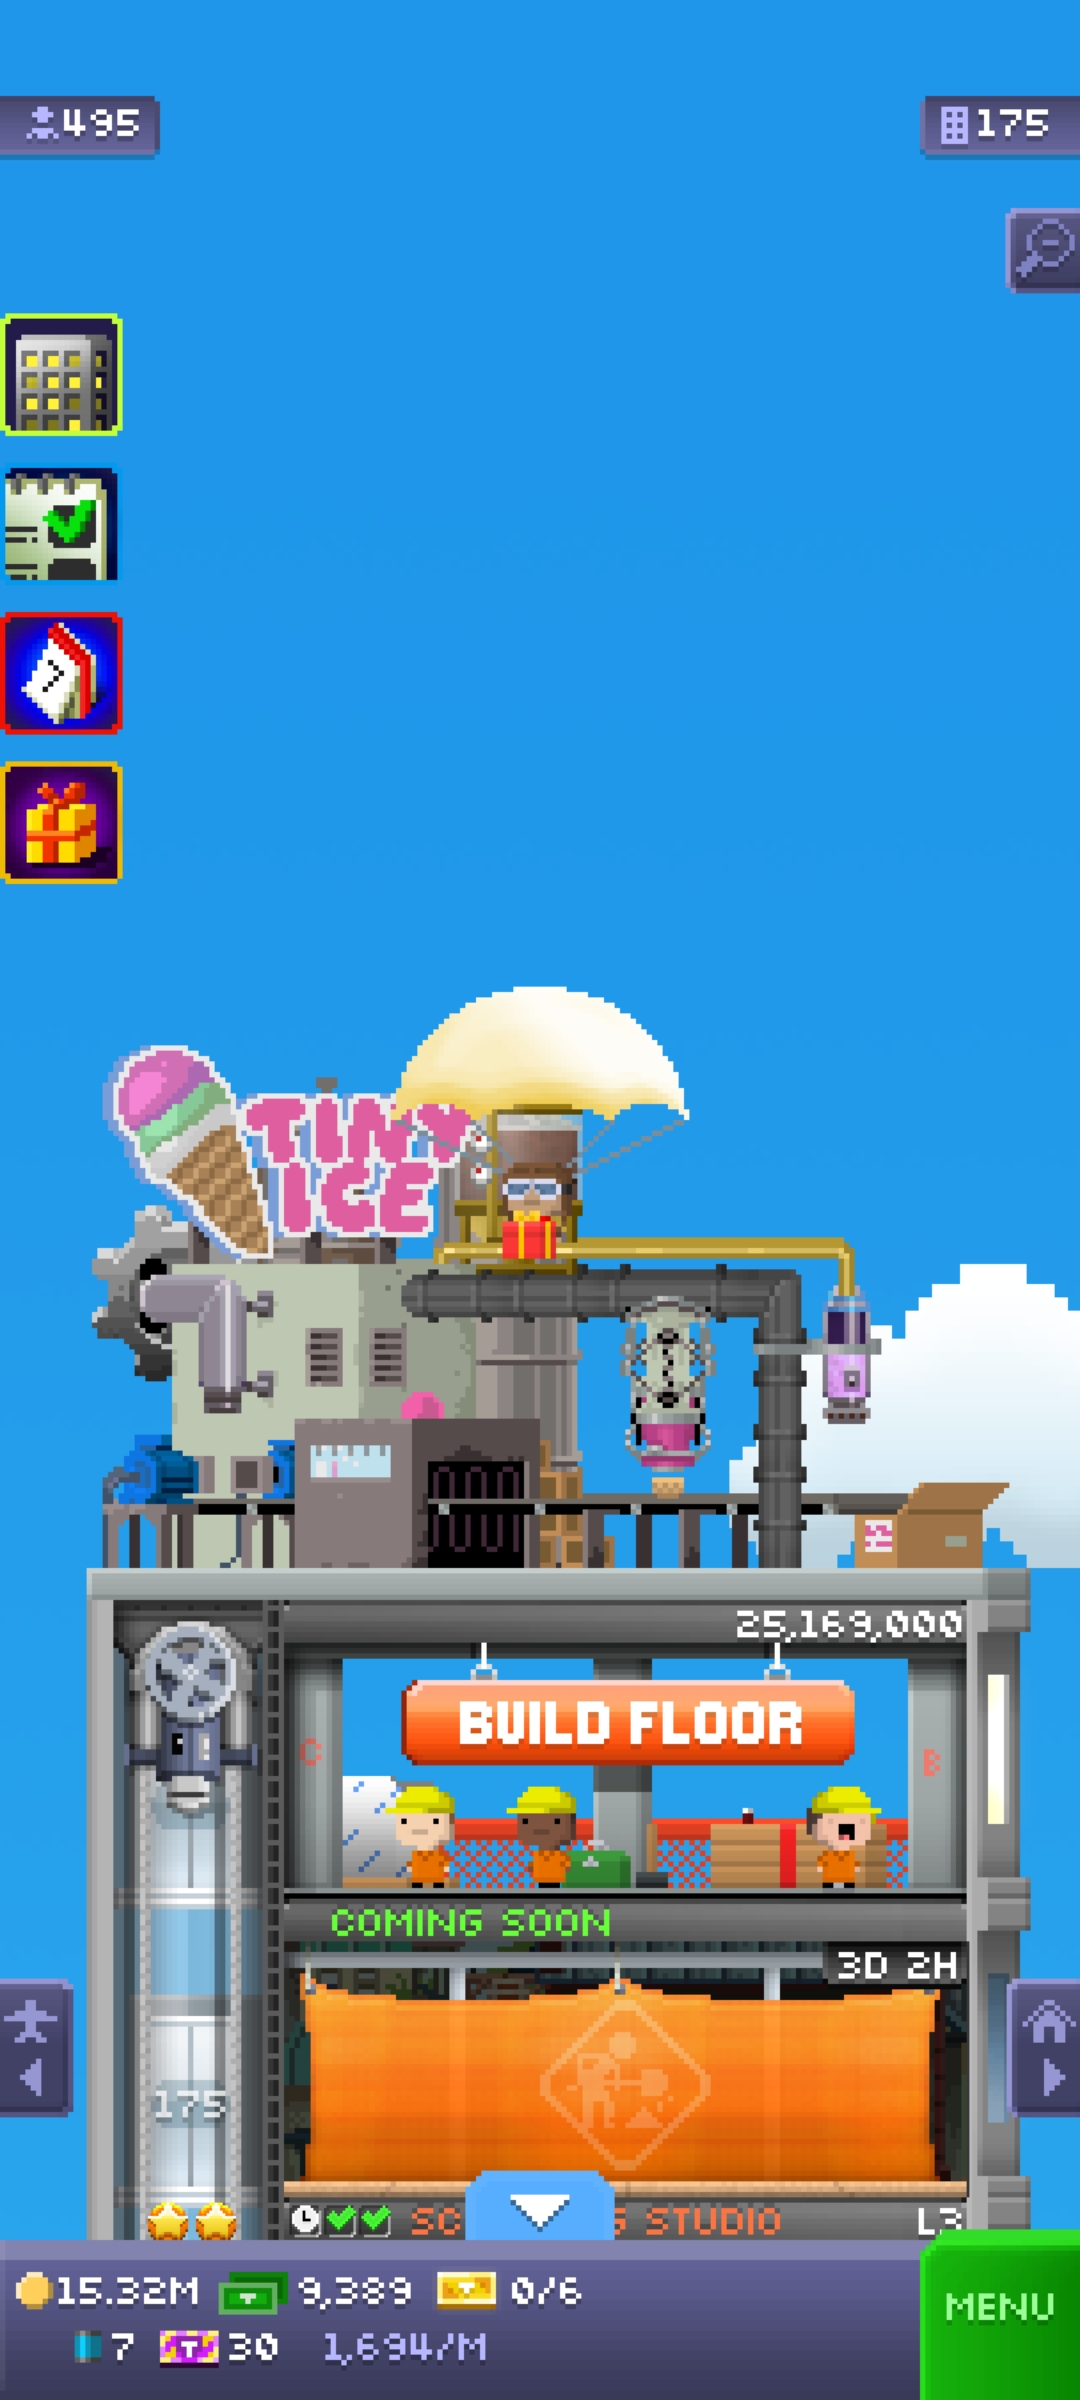 495
175
7
TINY
ICE
25,169,000
BUILD FLOOR
C
B
COMING SOON
3D 2H
175
SC
S STUDIO
L3
15.32M
9,389
0/6
MENU
7
T
30
1,694/M